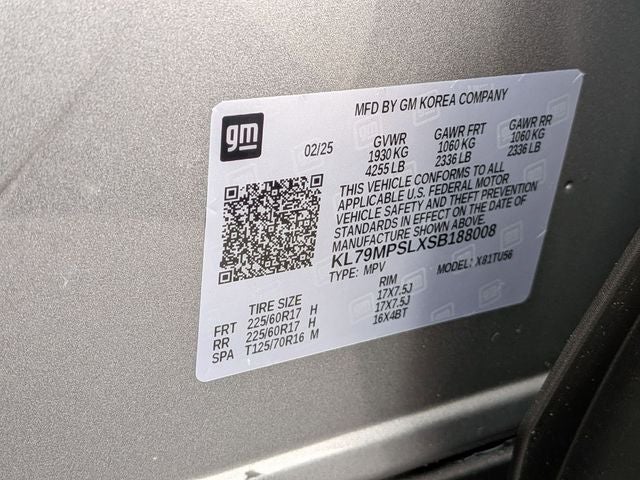 MFD BY GM KOREA COMPANY
gm
02/25
GVWR
1930 KG
4255 LB
GAWR FRT
1060 KG
2336 LB
GAWR RR
1060 KG
2336 LB
THIS VEHICLE CONFORMS TO ALL
APPLICABLE U.S. FEDERAL MOTOR
VEHICLE SAFETY AND THEFT PREVENTION
STANDARDS IN EFFECT ON THE DATE OF
MANUFACTURE SHOWN ABOVE.
KL79MPSLXSB188008
TYPE: MPV MODEL: X81TU56
TIRE SIZE RIM
FRT 225/60R17 H 17X7.5J
RR 225/60R17 H 17X7.5J
SPA T125/70R16 M 16X4BT